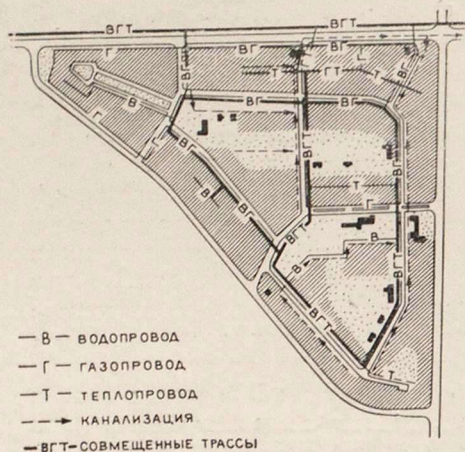 ВГТ ВГТ
Г ВГ ВГ Г
Т ГТ Т
ВГ
ВГ
В ВГ ВГ
Г
ВГ
ВГТ
Т ВГ
В
ВГ Г
ВГТ В
В
ВГТ
ВГТ
Т
— В — ВОДОПРОВОД
— Г — ГАЗОПРОВОД
— Т — ТЕПЛОПРОВОД
— — → КАНАЛИЗАЦИЯ
— ВГТ — СОВМЕЩЕННЫЕ ТРАССЫ